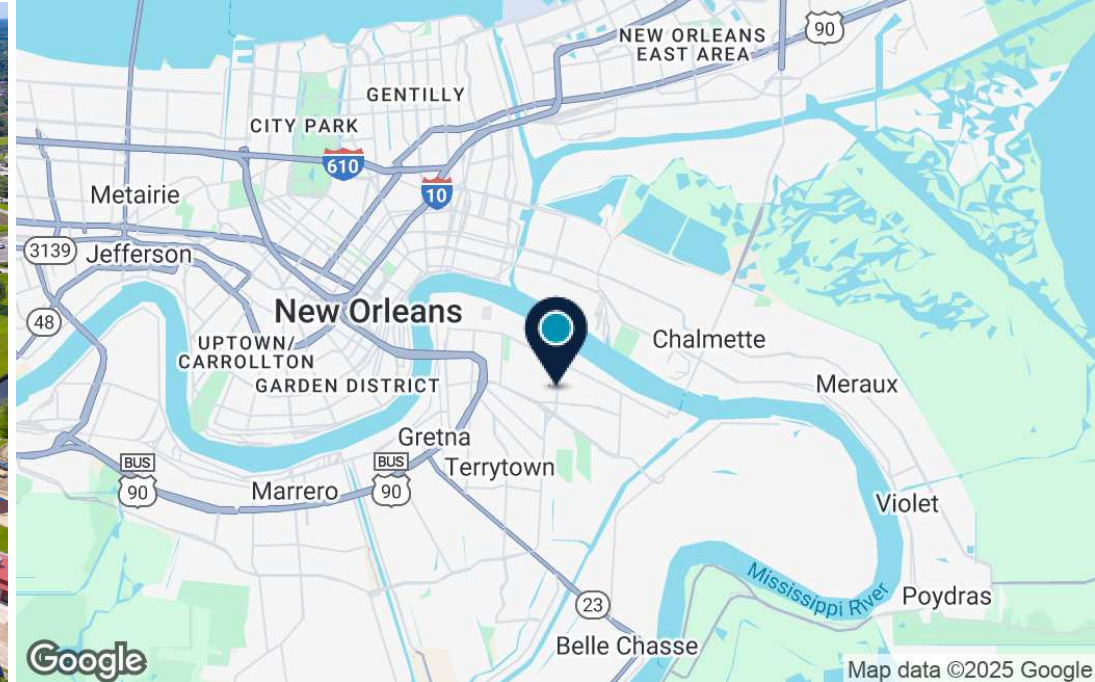 NEW ORLEANS
EAST AREA
90
GENTILLY
CITY PARK
610
10
Metairie
3139
Jefferson
48
New Orleans
UPTOWN/
CARROLLTON
GARDEN DISTRICT
Chalmette
Meraux
Gretna
Terrytown
BUS
90
BUS
90
Marrero
Violet
23
Mississippi River
Poydras
Belle Chasse
Google
Map data ©2025 Google